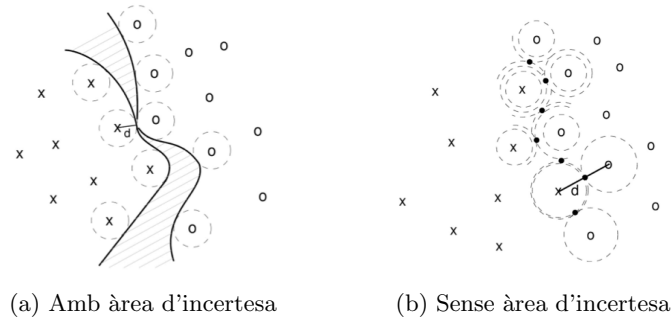 d
d
(a) Amb àrea d'incertesa
(b) Sense àrea d'incertesa